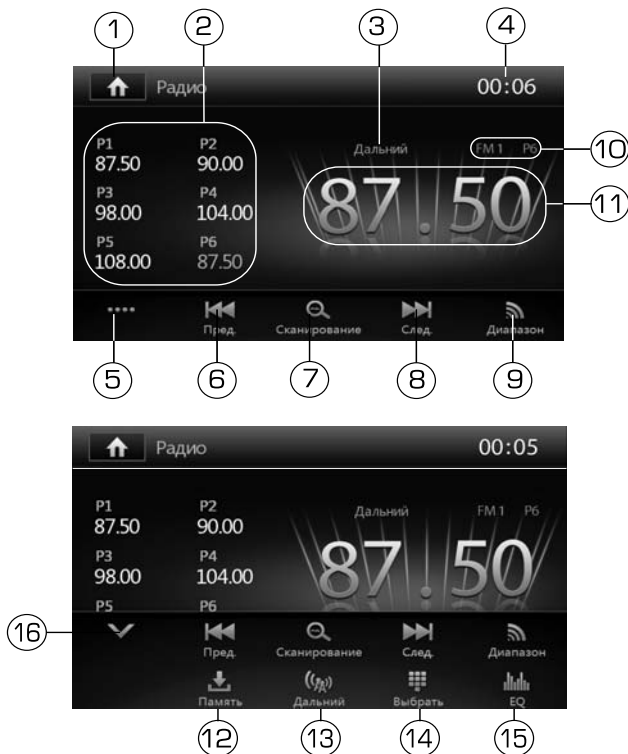 1 2 3 4
Радио 00:06
Дальний FM 1 P6 10
P1 P2
87.50 90.00
87.50 11
P3 P4
98.00 104.00
P5 P6
108.00 87.50
Пред. Сканирование След. Диапазон
5 6 7 8 9
Радио 00:05
P1 P2
87.50 90.00
Дальний FM 1 P6
87.50
P3 P4
98.00 104.00
P5 P6
16
Пред. Сканирование След. Диапазон
Память Дальний Выбрать EQ
12 13 14 15